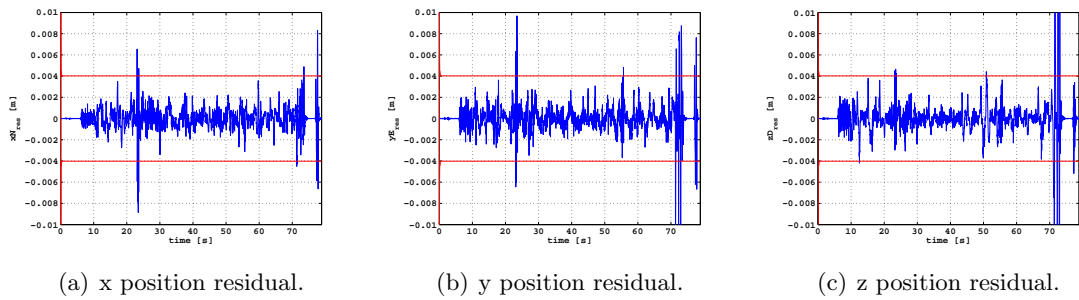 0.01
0.008
0.006
0.004
0.002
0
−0.002
−0.004
−0.006
−0.008
−0.01
xN_res [m]
0 10 20 30 40 50 60 70
time [s]
(a) x position residual.
0.01
0.008
0.006
0.004
0.002
0
−0.002
−0.004
−0.006
−0.008
−0.01
yE_res [m]
0 10 20 30 40 50 60 70
time [s]
(b) y position residual.
0.01
0.008
0.006
0.004
0.002
0
−0.002
−0.004
−0.006
−0.008
−0.01
zD_res [m]
0 10 20 30 40 50 60 70
time [s]
(c) z position residual.